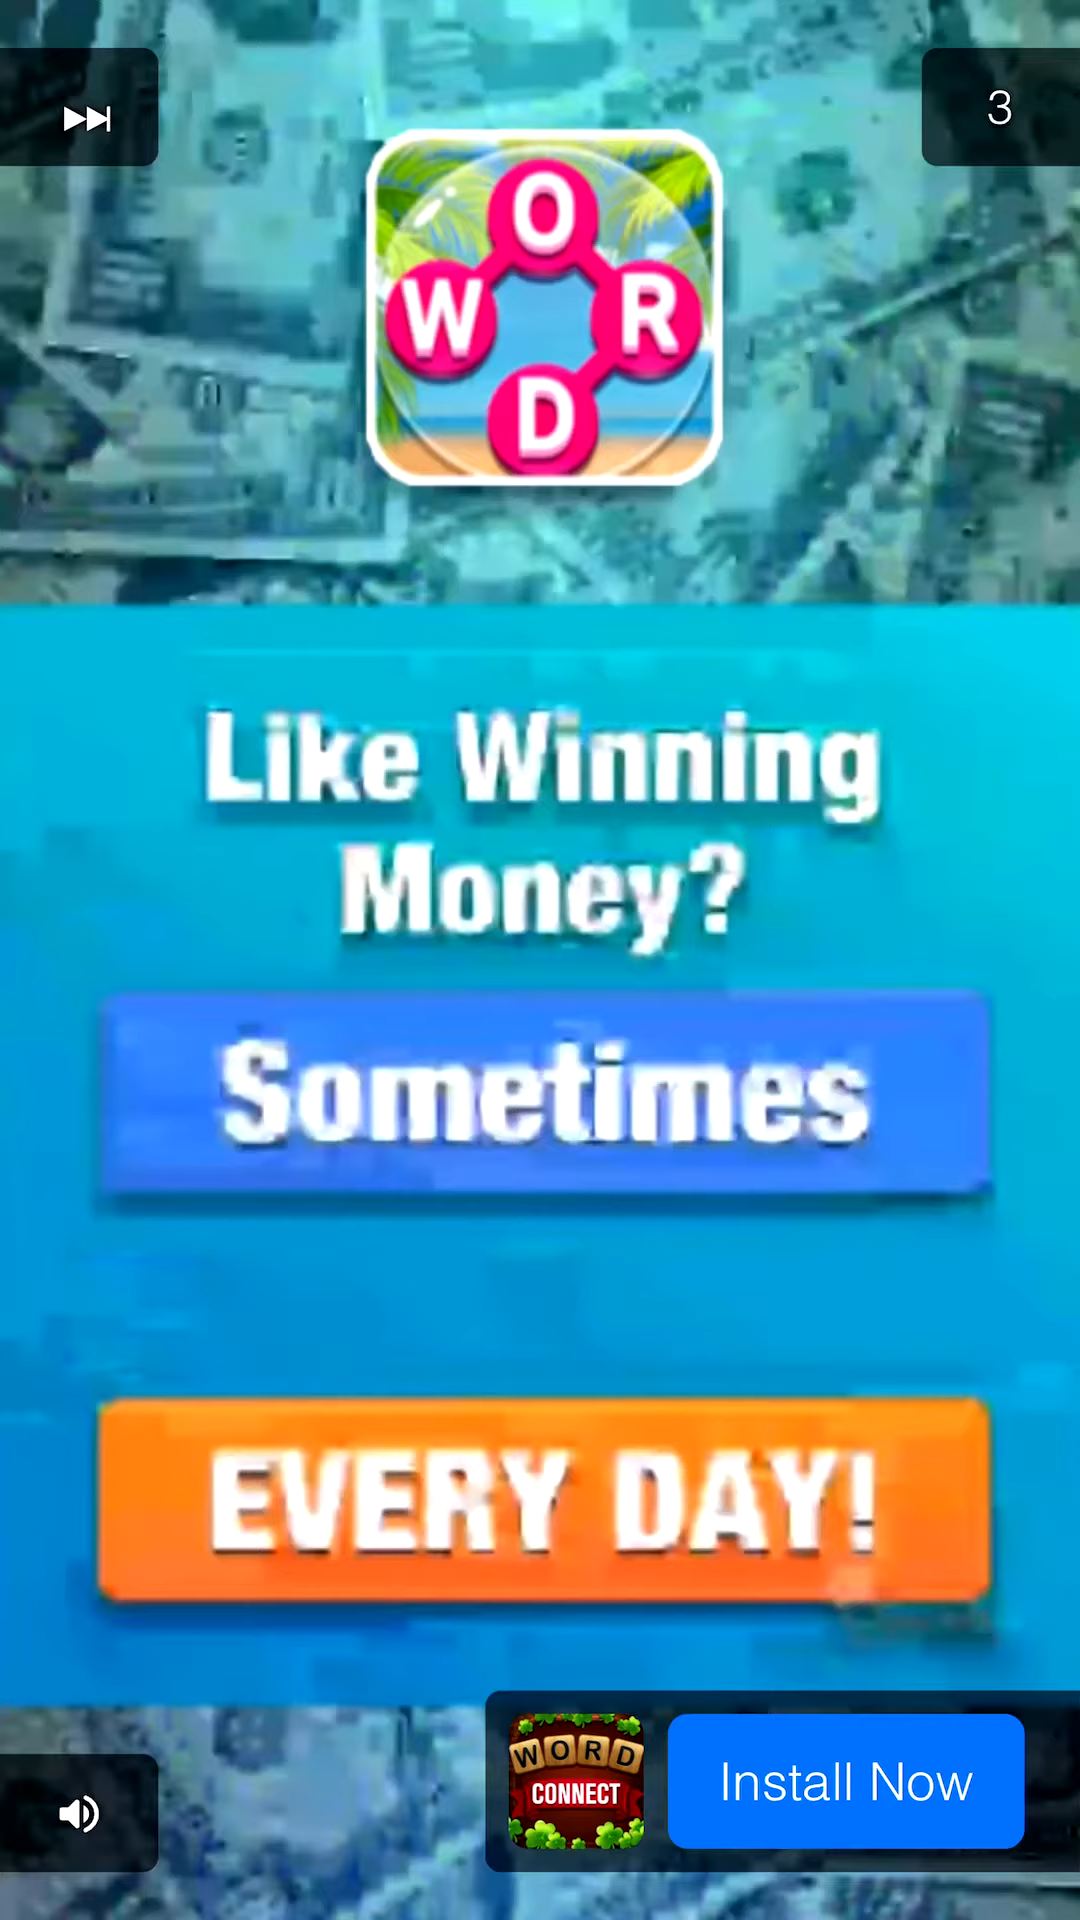 3
O
W R
D
Like Winning
Money?
Sometimes
EVERY DAY!
WORD
CONNECT
Install Now